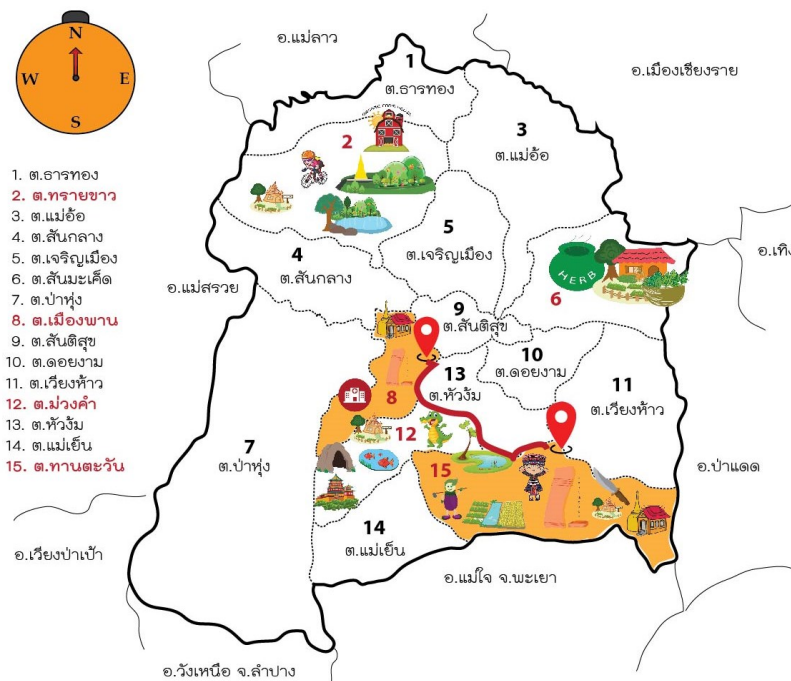 N
W
E
S
1. ต.ธารทอง
2. ต.ทรายขาว
3. ต.แม่อ้อ
4. ต.สันกลาง
5. ต.เจริญเมือง
6. ต.สันมะเค็ด
7. ต.ป่าหุ่ง
8. ต.เมืองพาน
9. ต.สันติสุข
10. ต.ดอยงาม
11. ต.เวียงห้าว
12. ต.ม่วงคำ
13. ต.หัวง้ม
14. ต.แม่เย็น
15. ต.ทานตะวัน
อ.แม่ลาว
อ.เมืองเชียงราย
1
ต.ธารทอง
2
3
ต.แม่อ้อ
4
ต.สันกลาง
5
ต.เจริญเมือง
HERB
6
อ.เทิง
อ.แม่สรวย
9
ต.สันติสุข
10
ต.ดอยงาม
13
ต.หัวง้ม
8
11
ต.เวียงห้าว
12
7
ต.ป่าหุ่ง
15
14
ต.แม่เย็น
อ.ป่าแดด
อ.เวียงป่าเป้า
อ.แม่ใจ จ.พะเยา
อ.วังเหนือ จ.ลำปาง